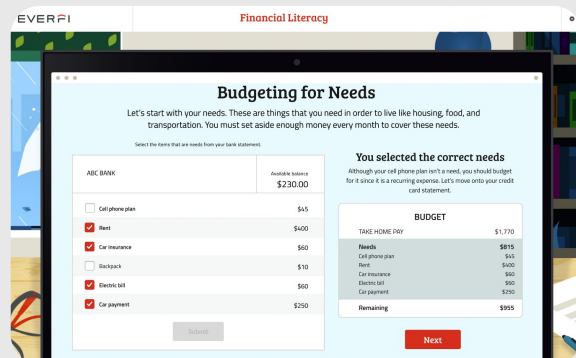 EVERFI
Financial Literacy
Budgeting for Needs
Let's start with your needs. These are things that you need in order to live like housing, food, and
transportation. You must set aside enough money every month to cover these needs.
Select the items that are needs from your bank statement.
ABC BANK
Available balance
$230.00
Cell phone plan $45
Rent $400
Car insurance $60
Backpack $10
Electric bill $60
Car payment $250
Submit
You selected the correct needs
Although your cell phone plan isn't a need, you should budget
for it since it is a recurring expense. Let's move onto your credit
card statement.
BUDGET
TAKE HOME PAY $1,770
Needs $815
Cell phone plan $45
Rent $400
Car insurance $60
Electric bill $60
Car payment $250
Remaining $955
Next